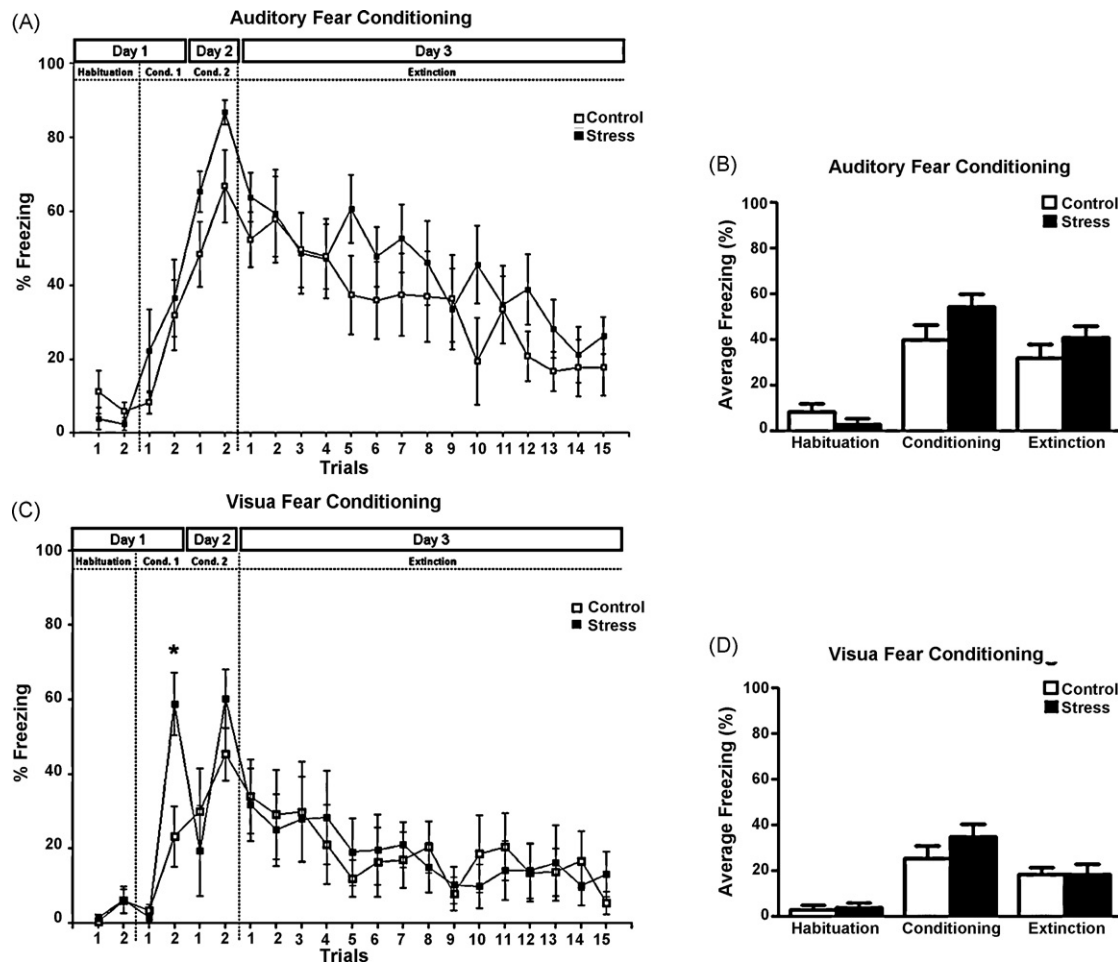 (A)
Auditory Fear Conditioning
Day 1 Day 2 Day 3
Habituation Cond. 1 Cond. 2 Extinction
100
80
60
40
20
0
% Freezing
Control
Stress
1 2 1 2 1 2 1 2 3 4 5 6 7 8 9 10 11 12 13 14 15
Trials
(B)
Auditory Fear Conditioning
Control
Stress
100
80
60
40
20
0
Average Freezing (%)
Habituation Conditioning Extinction
(C)
Visua Fear Conditioning
Day 1 Day 2 Day 3
Habituation Cond. 1 Cond. 2 Extinction
100
80
60
40
20
0
% Freezing
Control
Stress
*
1 2 1 2 1 2 1 2 3 4 5 6 7 8 9 10 11 12 13 14 15
Trials
(D)
Visua Fear Conditioning
Control
Stress
100
80
60
40
20
0
Average Freezing (%)
Habituation Conditioning Extinction